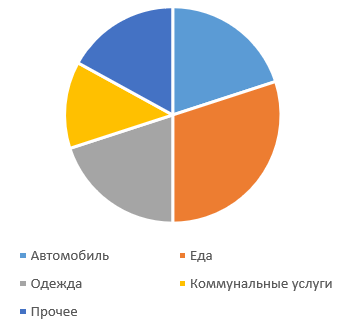 Автомобиль
Еда
Одежда
Коммунальные услуги
Прочее